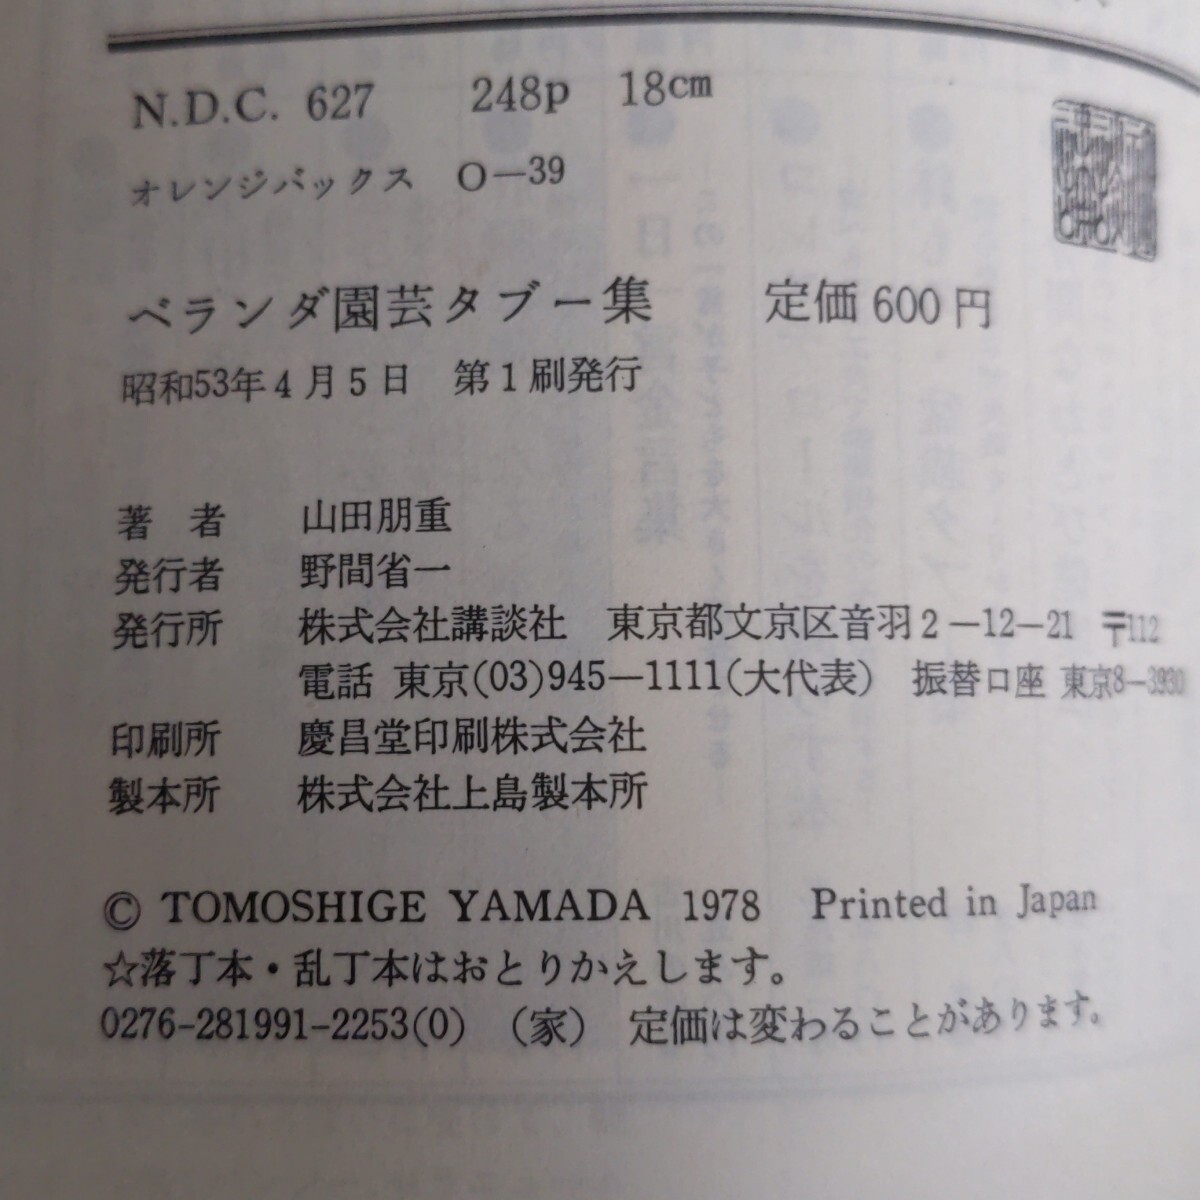 N.D.C. 627 248p 18cm
オレンジバックス O—39
ベランダ園芸タブー集 定価600円
昭和53年4月5日 第1刷発行
著者 山田朋重
発行者 野間省一
発行所 株式会社講談社 東京都文京区音羽2—12—21 〒112
電話 東京(03)945—1111(大代表) 振替口座 東京8—3930
印刷所 慶昌堂印刷株式会社
製本所 株式会社上島製本所
© TOMOSHIGE YAMADA 1978 Printed in Japan
☆落丁本・乱丁本はおとりかえします。
0276-281991-2253(0) (家) 定価は変わることがあります。